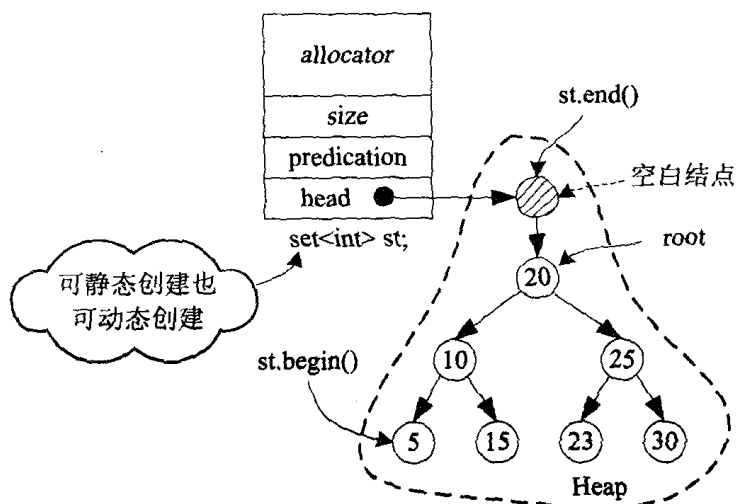 allocator
size
predication
head
set<int> st;
可静态创建也
可动态创建
st.end()
空白结点
root
20
10
25
st.begin()
5
15
23
30
Heap